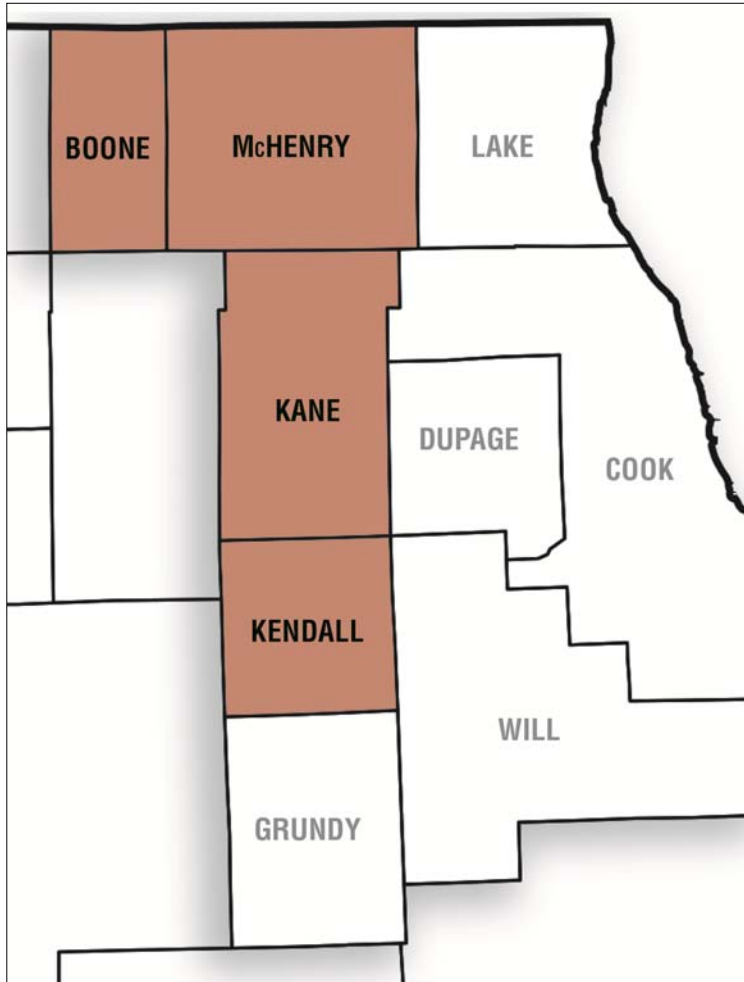 BOONE
McHENRY
LAKE
KANE
DUPAGE
COOK
KENDALL
WILL
GRUNDY